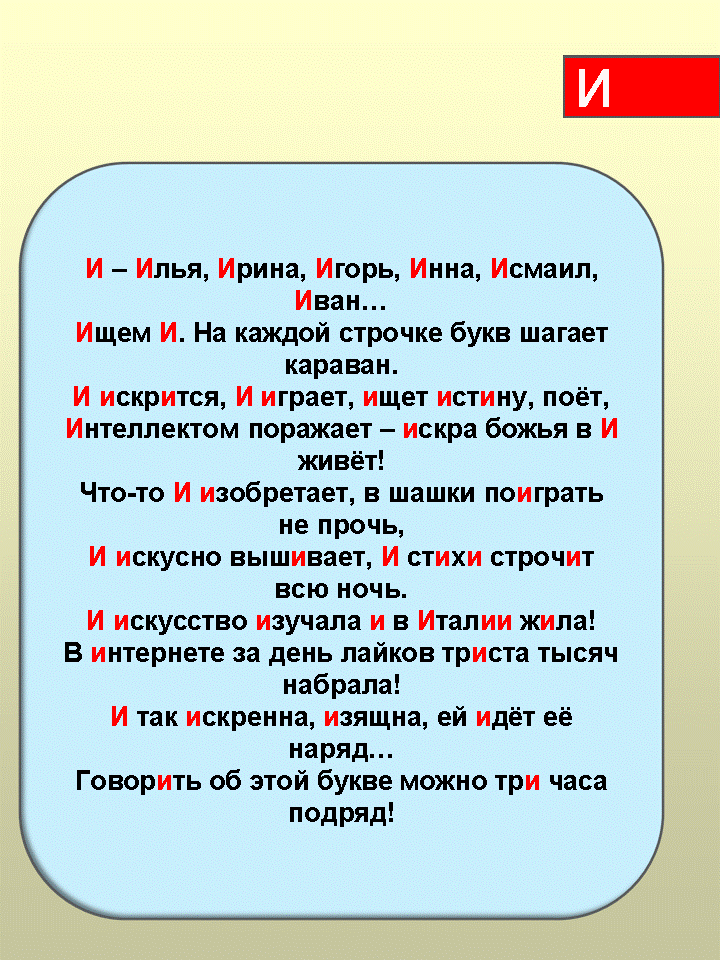 И
И – Илья, Ирина, Игорь, Инна, Исмаил,
Иван…
Ищем И. На каждой строчке букв шагает
караван.
И искрится, И играет, ищет истину, поёт,
Интеллектом поражает – искра божья в И
живёт!
Что-то И изобретает, в шашки поиграть
не прочь,
И искусно вышивает, И стихи строчит
всю ночь.
И искусство изучала и в Италии жила!
В интернете за день лайков триста тысяч
набрала!
И так искренна, изящна, ей идёт её
наряд…
Говорить об этой букве можно три часа
подряд!